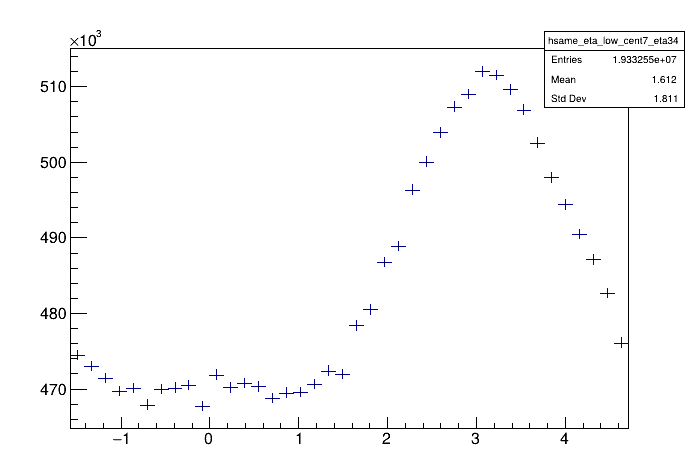 ×10³
hsame_eta_low_cent7_eta34
Entries 1.933255e+07
Mean 1.612
Std Dev 1.811
510
500
490
480
470
−1 0 1 2 3 4